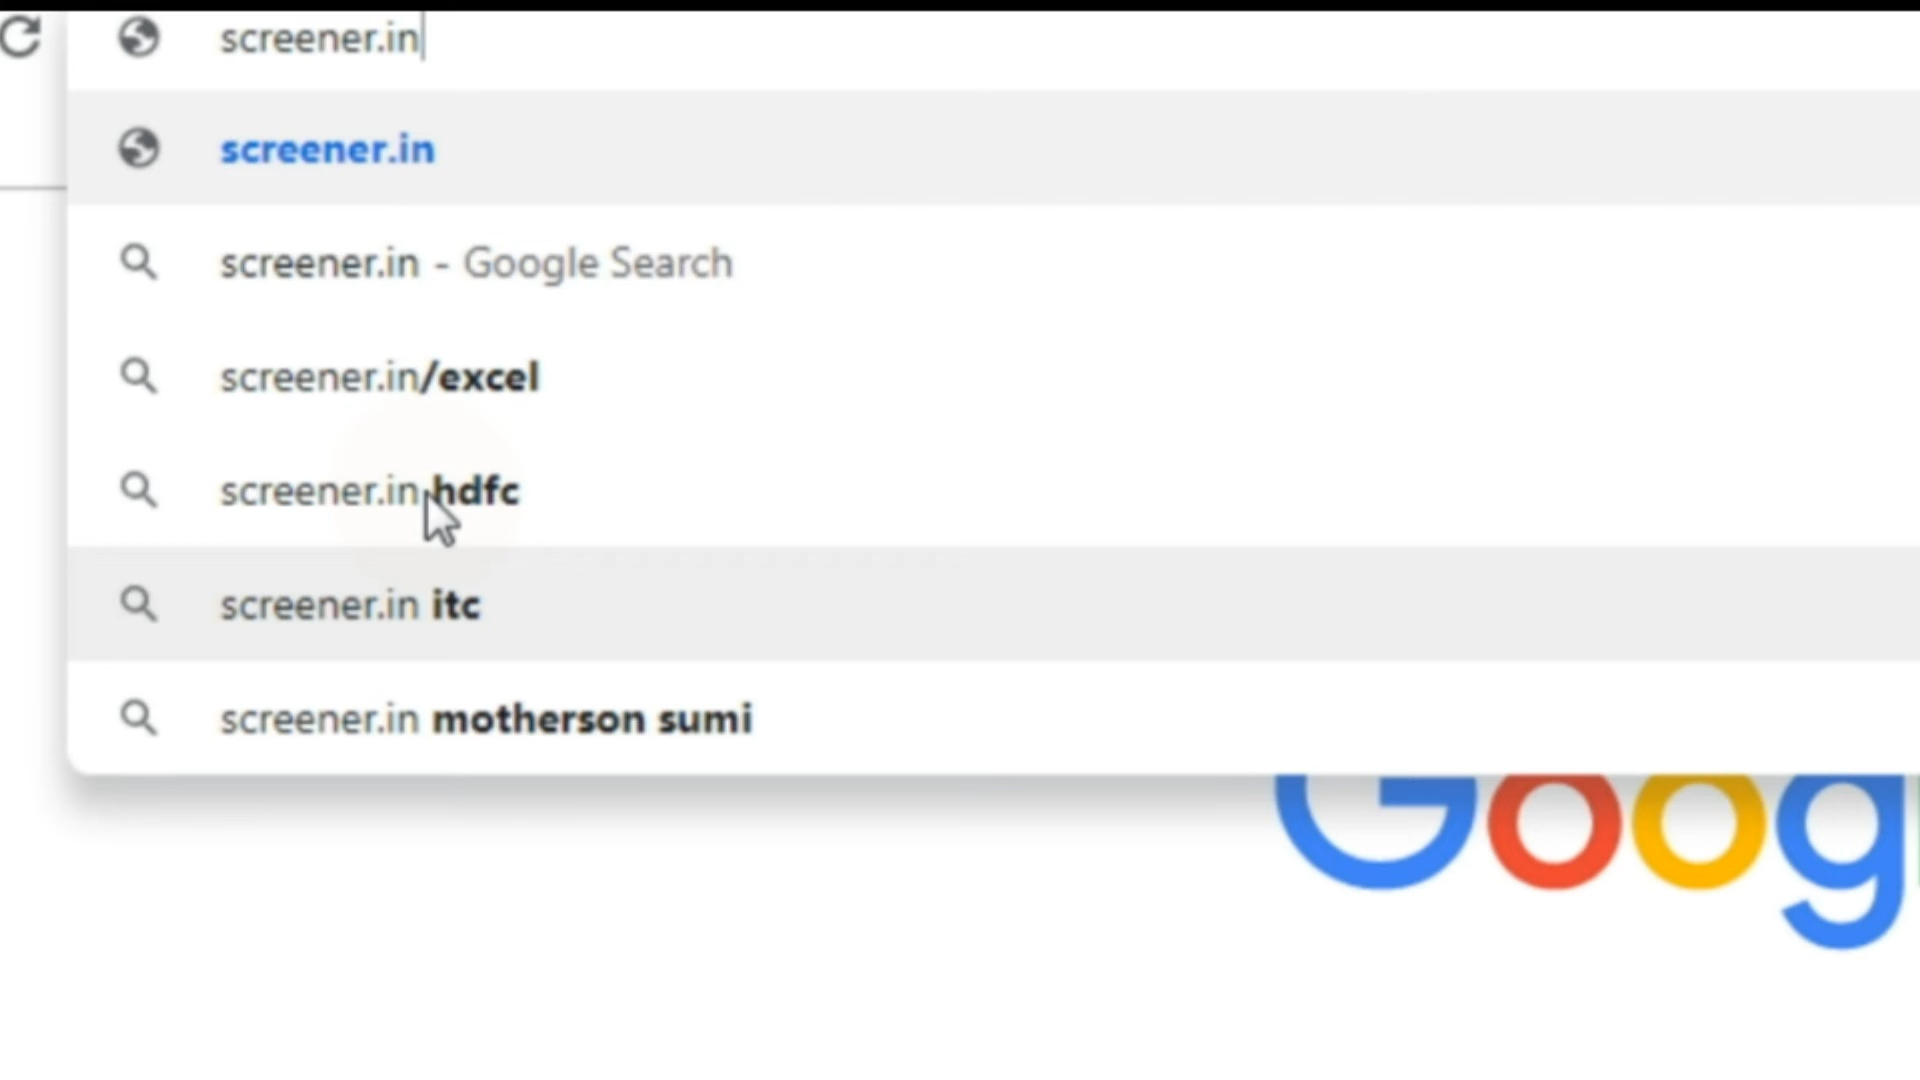 screener.in
screener.in
screener.in - Google Search
screener.in/excel
screener.in hdfc
screener.in itc
screener.in motherson sumi
Goog